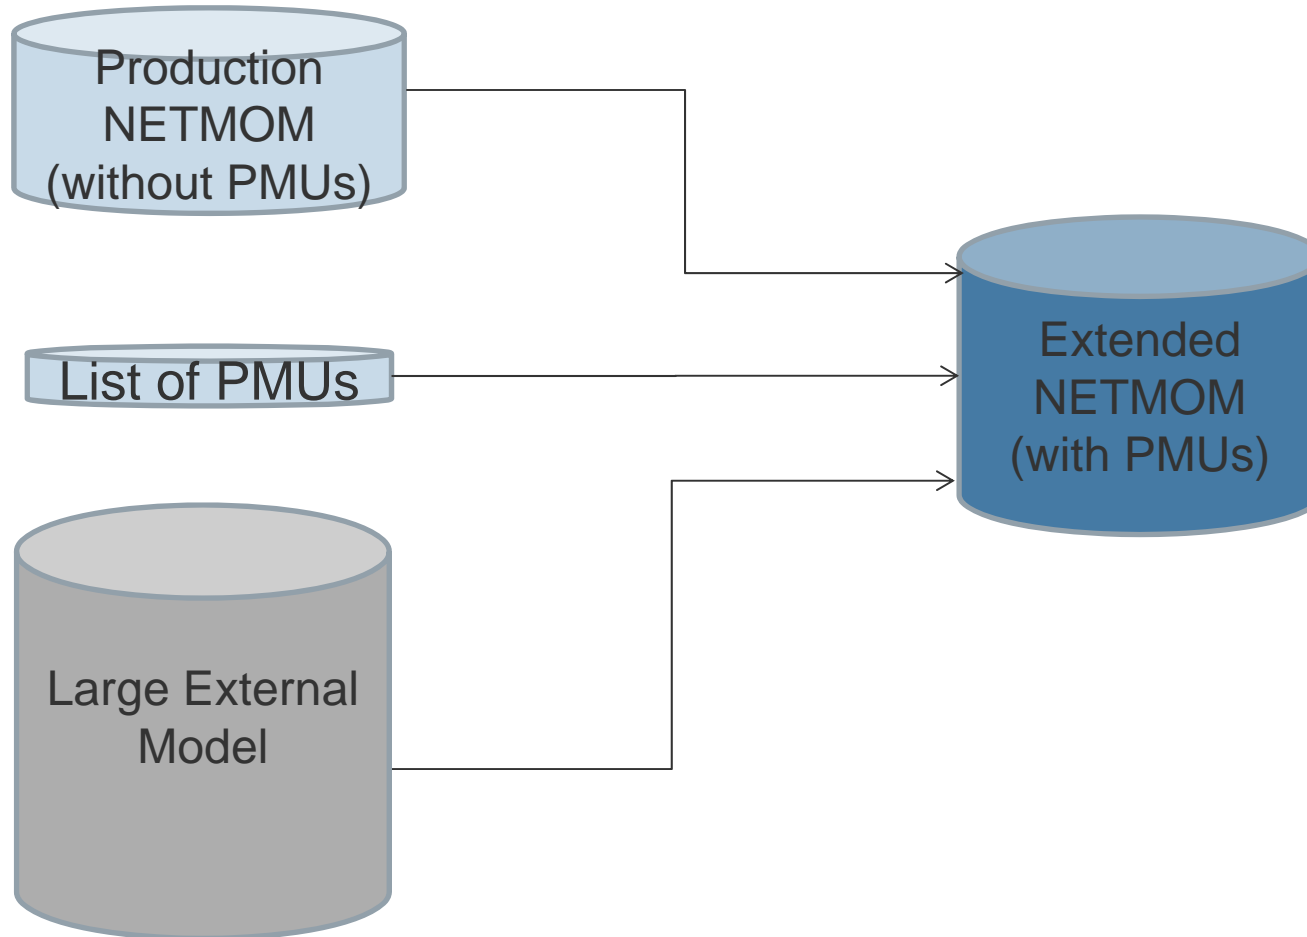 Production
NETMOM
(without PMUs)
List of PMUs
Large External
Model
Extended
NETMOM
(with PMUs)